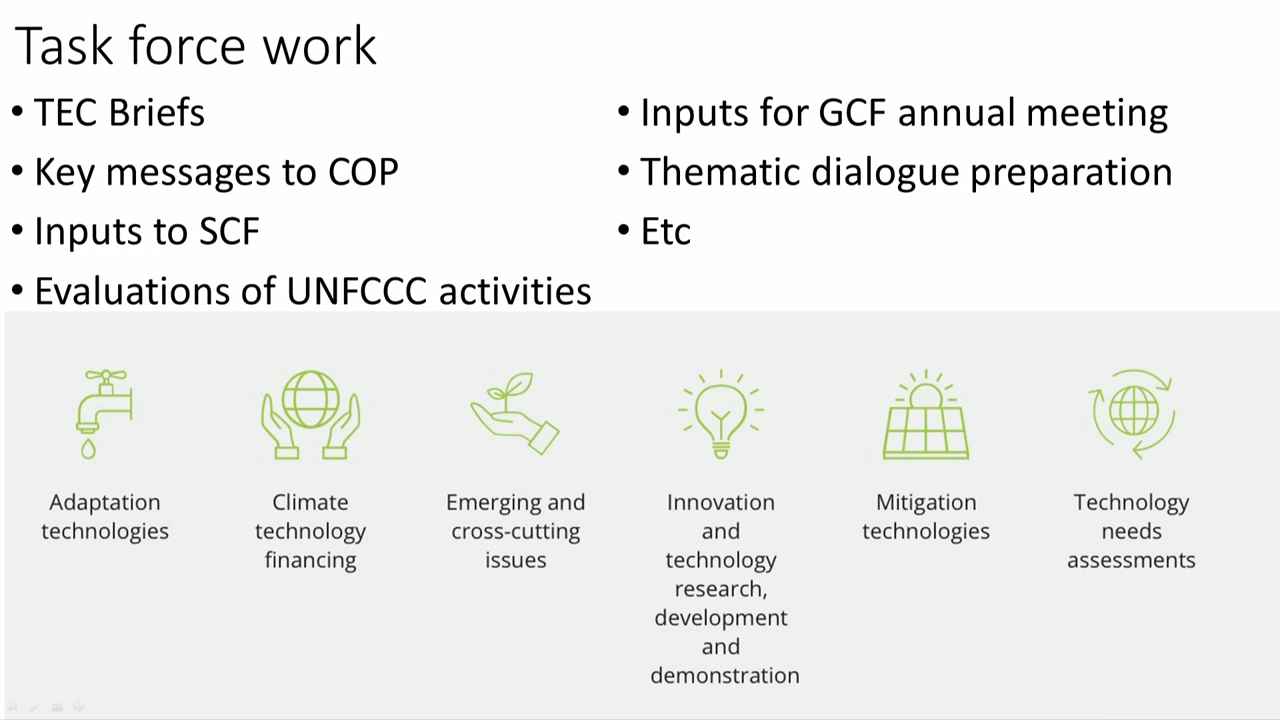 Task force work
• TEC Briefs
• Key messages to COP
• Inputs to SCF
• Evaluations of UNFCCC activities
• Inputs for GCF annual meeting
• Thematic dialogue preparation
• Etc
Adaptation
technologies
Climate
technology
financing
Emerging and
cross-cutting
issues
Innovation
and
technology
research,
development
and
demonstration
Mitigation
technologies
Technology
needs
assessments